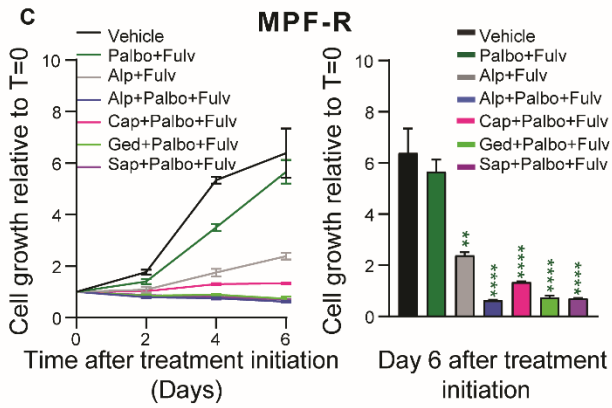 C
MPF-R
Vehicle
Palbo+Fulv
Alp+Fulv
Alp+Palbo+Fulv
Cap+Palbo+Fulv
Ged+Palbo+Fulv
Sap+Palbo+Fulv
Cell growth relative to T=0
10
8
6
4
2
1
0
0
2
4
6
Time after treatment initiation
(Days)
Vehicle
Palbo+Fulv
Alp+Fulv
Alp+Palbo+Fulv
Cap+Palbo+Fulv
Ged+Palbo+Fulv
Sap+Palbo+Fulv
Cell growth relative to T=0
10
8
6
4
2
0
**
****
****
****
****
Day 6 after treatment
initiation